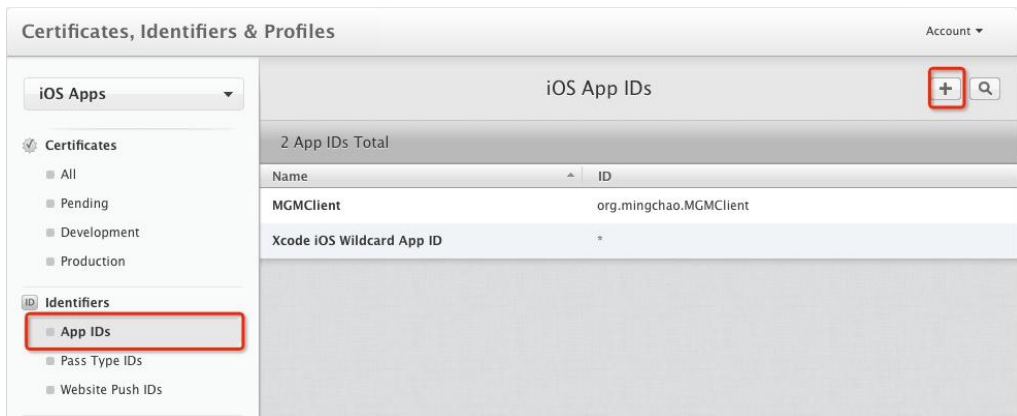 Certificates, Identifiers & Profiles
Account
iOS Apps
iOS App IDs
+
Certificates
2 App IDs Total
All
Name ID
Pending
MGMClient org.mingchao.MGMClient
Development
Xcode iOS Wildcard App ID *
Production
ID Identifiers
App IDs
Pass Type IDs
Website Push IDs